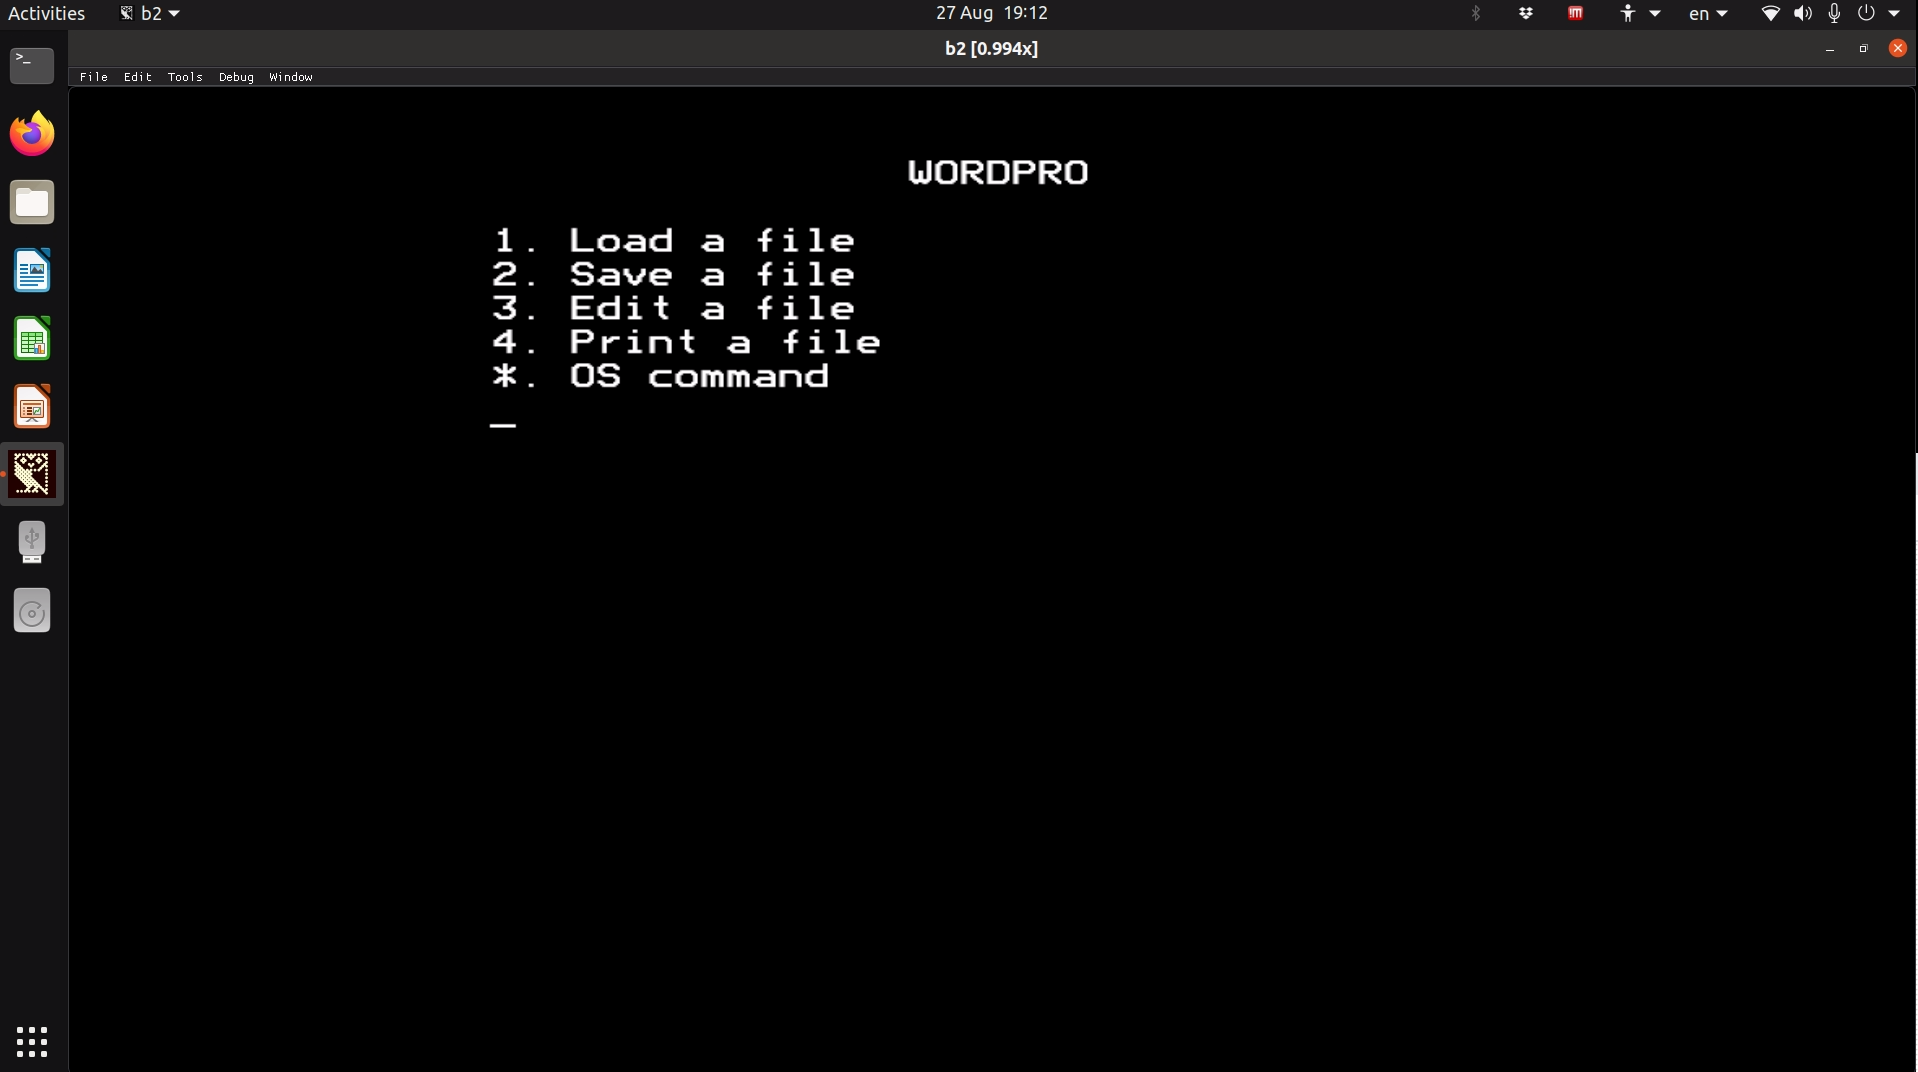 Activities b2 27 Aug 19:12 en
b2 [0.994x]
File Edit Tools Debug Window
WORDPRO
1. Load a file
2. Save a file
3. Edit a file
4. Print a file
*. OS command